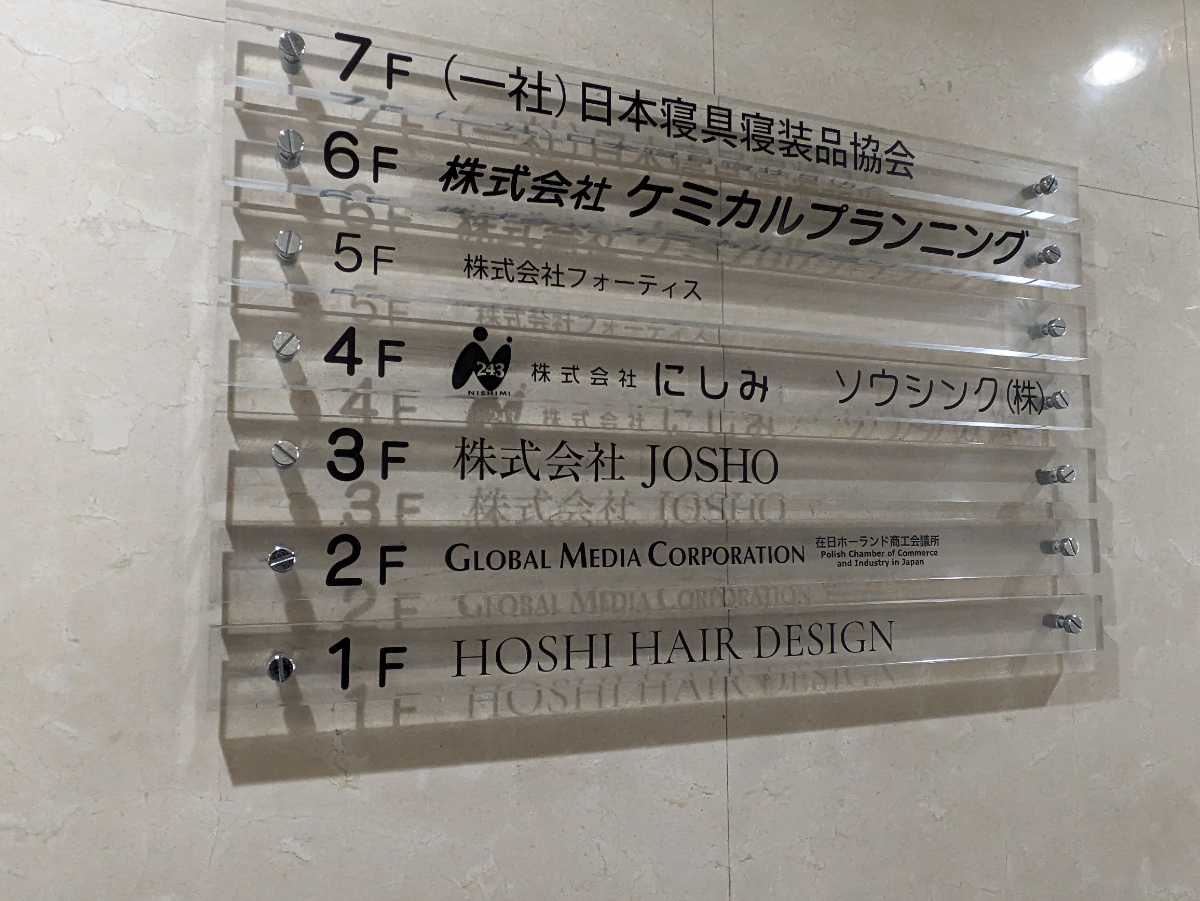 7F (一社)日本寝具寝装品協会
6F 株式会社 ケミカルプランニング
5F 株式会社フォーティス
4F 243 NISHIMI 株式会社 にしみ ソウシンク(株)
3F 株式会社 JOSHO
2F GLOBAL MEDIA CORPORATION 在日ポーランド商工会議所
Polish Chamber of Commerce
and Industry in Japan
1F HOSHI HAIR DESIGN